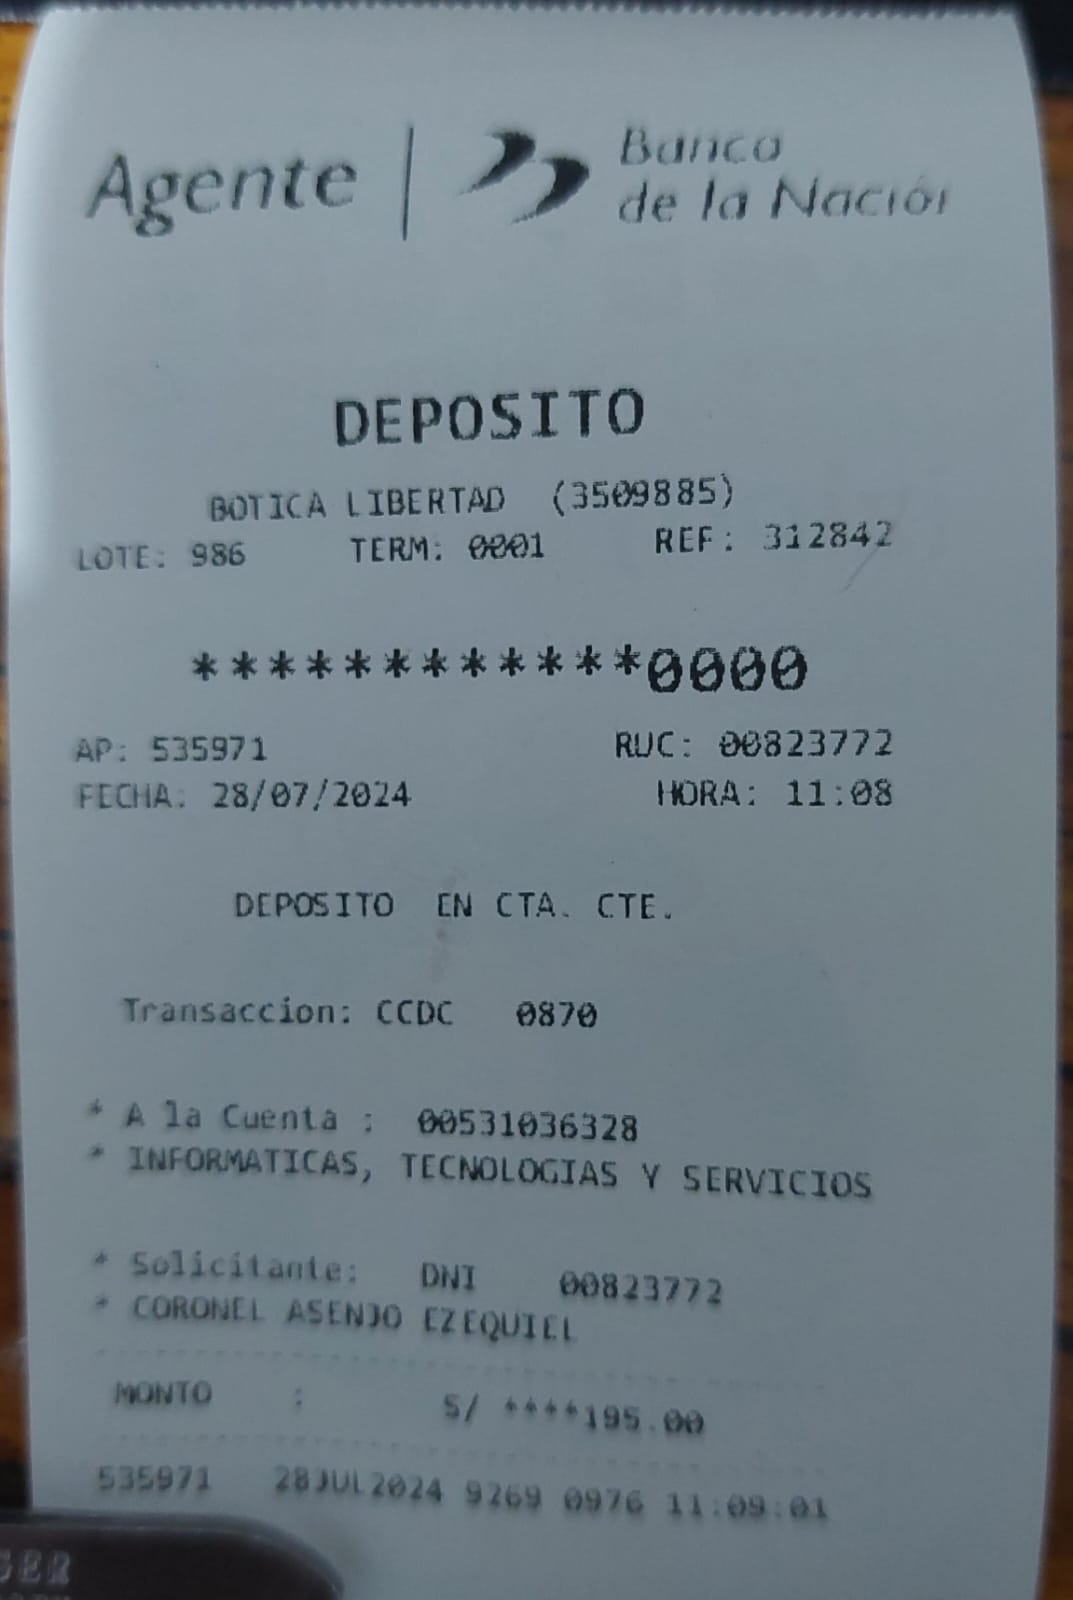 Agente | Banco
de la Nación
DEPOSITO
BOTICA LIBERTAD (3509885)
LOTE: 986 TERM: 0001 REF: 312842
************0000
AP: 535971 RUC: 00823772
FECHA: 28/07/2024 HORA: 11:08
DEPOSITO EN CTA. CTE.
Transaccion: CCDC 0870
* A la Cuenta : 00531036328
* INFORMATICAS, TECNOLOGIAS Y SERVICIOS
* Solicitante: DNI 00823772
* CORONEL ASENJO EZEQUIEL
MONTO : S/ ****195.00
535971 28JUL2024 9269 0976 11:09:01